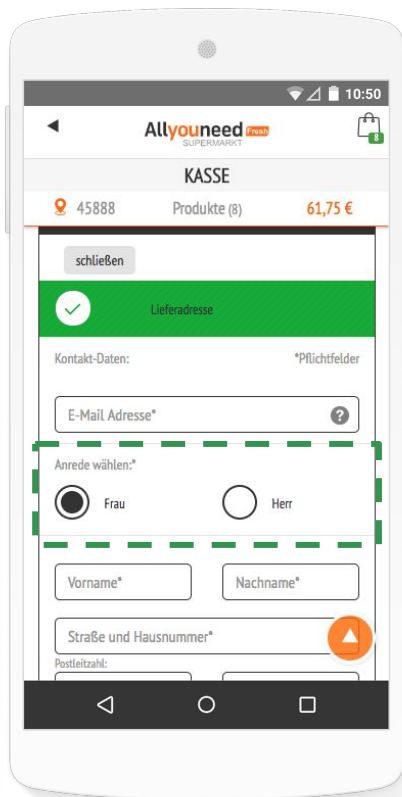 10:50
Allyouneed Fresh
SUPERMARKT
8
KASSE
45888 Produkte (8) 61,75 €
schließen
Lieferadresse
Kontakt-Daten: *Pflichtfelder
E-Mail Adresse* ?
Anrede wählen:*
Frau Herr
Vorname* Nachname*
Straße und Hausnummer*
Postleitzahl: